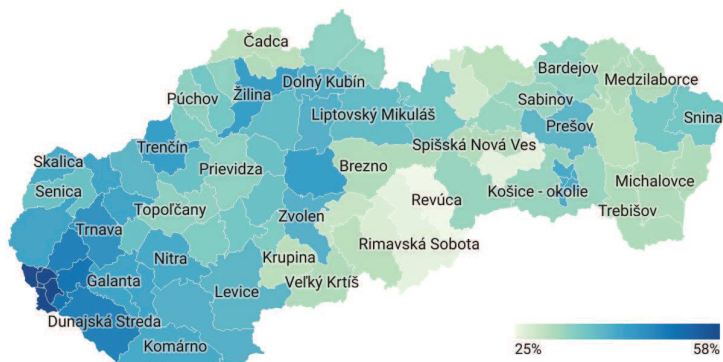 Čadca
Bardejov
Medzilaborce
Dolný Kubín
Púchov
Žilina
Sabinov
Liptovský Mikuláš
Snina
Prešov
Trenčín
Spišská Nová Ves
Skalica
Prievidza
Brezno
Michalovce
Senica
Košice - okolie
Revúca
Topoľčany
Trebišov
Zvolen
Trnava
Rimavská Sobota
Nitra
Krupina
Galanta
Veľký Krtíš
Levice
Dunajská Streda
Komárno
25%
58%